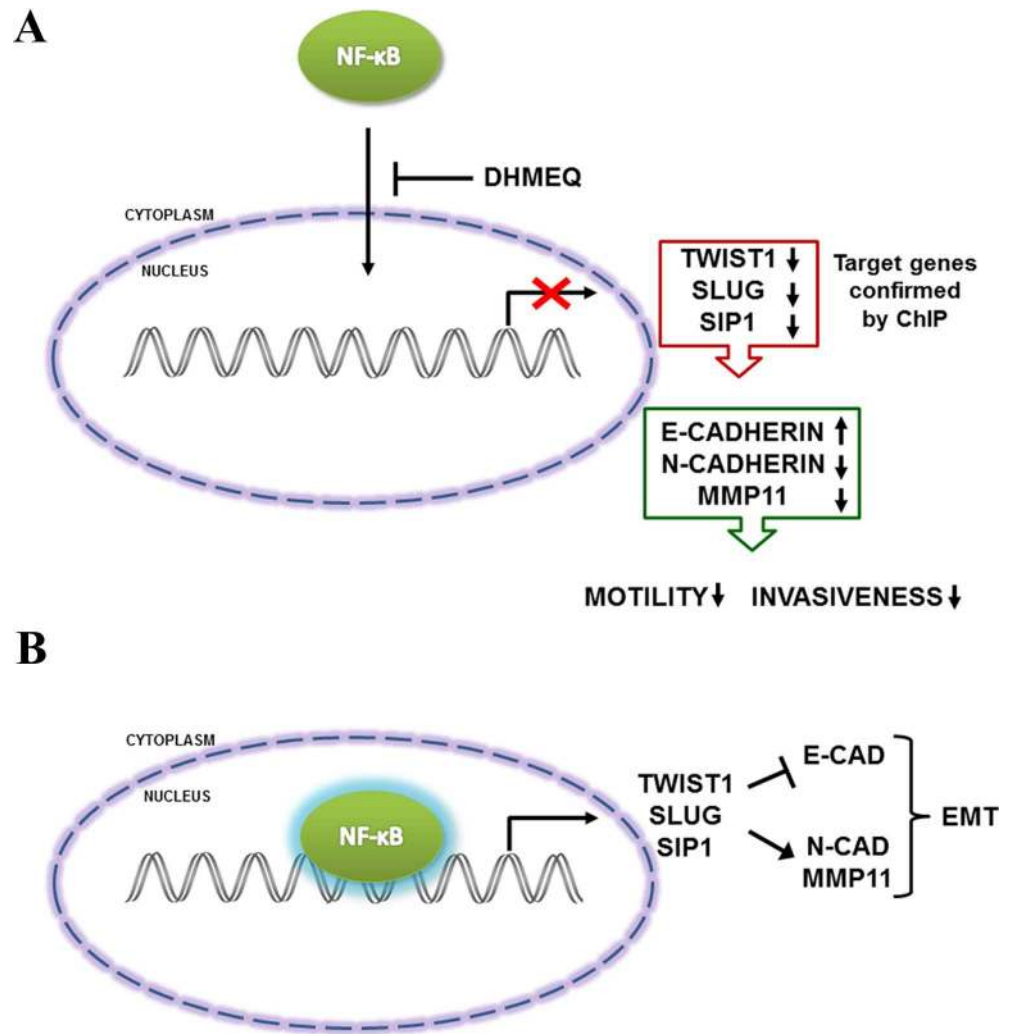 A
NF-κB
DHMEQ
CYTOPLASM
NUCLEUS
TWIST1
SLUG
SIP1
Target genes
confirmed
by ChIP
E-CADHERIN
N-CADHERIN
MMP11
MOTILITY INVASIVENESS
B
CYTOPLASM
NUCLEUS
NF-κB
TWIST1
SLUG
SIP1
E-CAD
N-CAD
MMP11
EMT